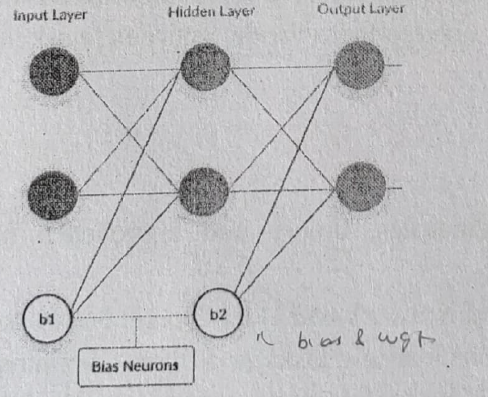 Input Layer Hidden Layer Output Layer
b1 b2
bias & wgt
Bias Neurons